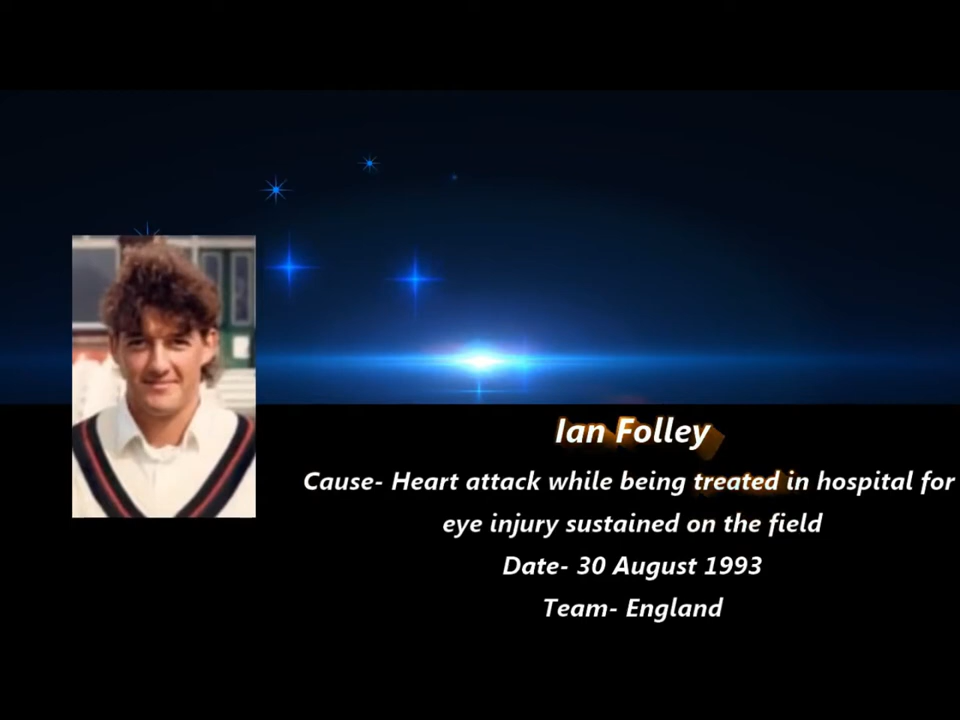 Ian Folley
Cause- Heart attack while being treated in hospital for
eye injury sustained on the field
Date- 30 August 1993
Team- England